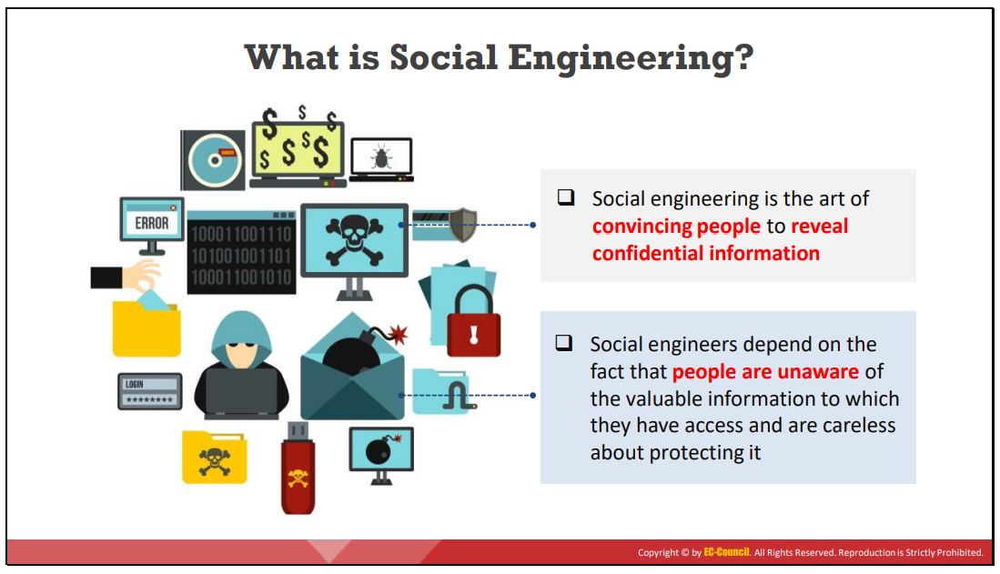 What is Social Engineering?
$ $ $
$ $ $ $
ERROR
100011001110
101001001101
100011001010
LOGIN
********
!
❑ Social engineering is the art of
convincing people to reveal
confidential information
❑ Social engineers depend on the
fact that people are unaware of
the valuable information to which
they have access and are careless
about protecting it
Copyright © by EC-Council. All Rights Reserved. Reproduction is Strictly Prohibited.